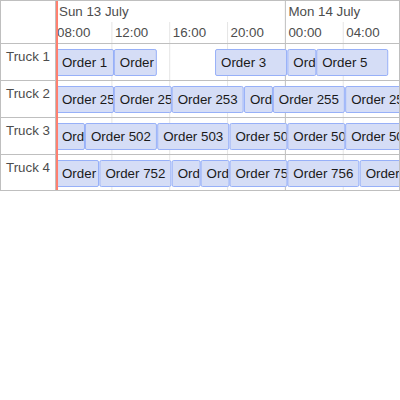 Sun 13 July Mon 14 July
08:00 12:00 16:00 20:00 00:00 04:00
Truck 1 Order 1 Order Order 3 Ord Order 5
Truck 2 Order 25 Order 25 Order 253 Ord Order 255 Order 25
Truck 3 Ord Order 502 Order 503 Order 50 Order 50 Order 50
Truck 4 Order Order 752 Ord Ord Order 75 Order 756 Order